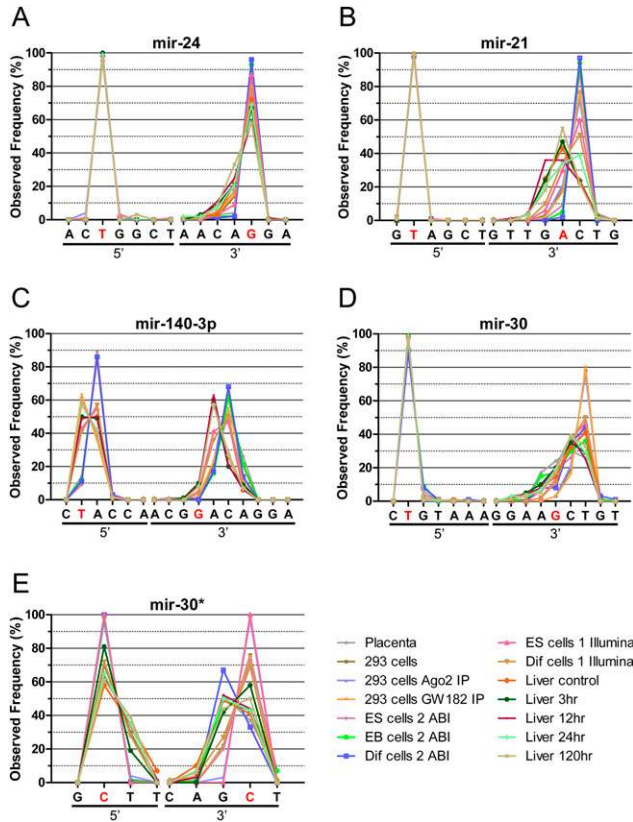 A
mir-24
Observed Frequency (%)
100
80
60
40
20
0
A C T G G C T A A C A G G A
5' 3'
B
mir-21
Observed Frequency (%)
100
80
60
40
20
0
G T A G C T G T T G A C T G
5' 3'
C
mir-140-3p
Observed Frequency (%)
100
80
60
40
20
0
C T A C C A A C G G A C A G G A
5' 3'
D
mir-30
Observed Frequency (%)
100
80
60
40
20
0
C T G T A A A G G A A G C T G T
5' 3'
E
mir-30*
Observed Frequency (%)
100
80
60
40
20
0
G C T T C A G C T
5' 3'
Placenta
293 cells
293 cells Ago2 IP
293 cells GW182 IP
ES cells 2 ABI
EB cells 2 ABI
Dif cells 2 ABI
ES cells 1 Illumina
Dif cells 1 Illumina
Liver control
Liver 3hr
Liver 12hr
Liver 24hr
Liver 120hr